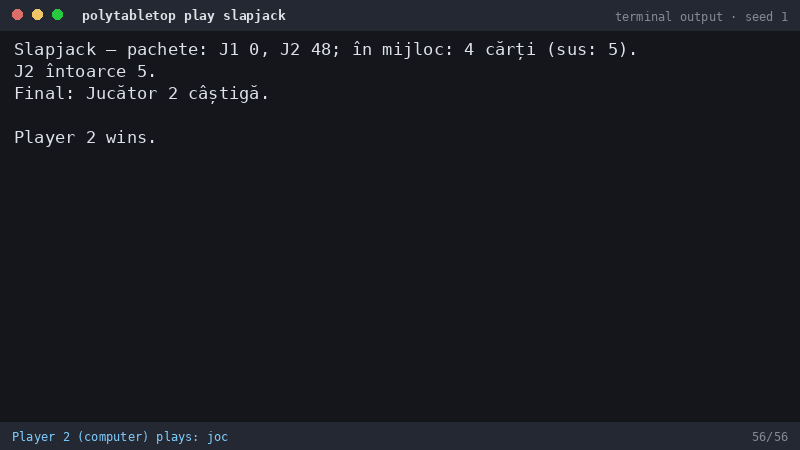 polytabletop play slapjack
terminal output · seed 1
Slapjack — pachete: J1 0, J2 48; în mijloc: 4 cărți (sus: 5).
J2 întoarce 5.
Final: Jucător 2 câștigă.
Player 2 wins.
Player 2 (computer) plays: joc
56/56